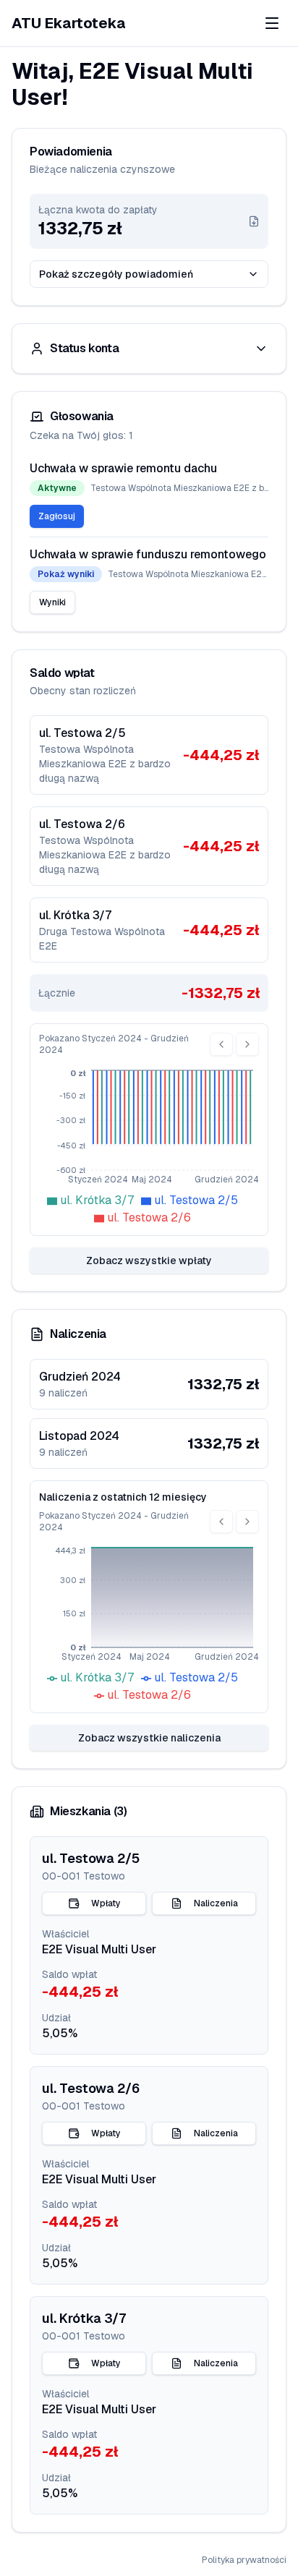 ATU Ekartoteka
Witaj, E2E Visual Multi
User!
Powiadomienia
Bieżące naliczenia czynszowe
Łączna kwota do zapłaty
1332,75 zł
Pokaż szczegóły powiadomień
Status konta
Głosowania
Czeka na Twój głos: 1
Uchwała w sprawie remontu dachu
Aktywne Testowa Wspólnota Mieszkaniowa E2E z b...
Zagłosuj
Uchwała w sprawie funduszu remontowego
Pokaż wyniki Testowa Wspólnota Mieszkaniowa E2...
Wyniki
Saldo wpłat
Obecny stan rozliczeń
ul. Testowa 2/5
Testowa Wspólnota
Mieszkaniowa E2E z bardzo
długą nazwą
-444,25 zł
ul. Testowa 2/6
Testowa Wspólnota
Mieszkaniowa E2E z bardzo
długą nazwą
-444,25 zł
ul. Krótka 3/7
Druga Testowa Wspólnota
E2E
-444,25 zł
Łącznie -1332,75 zł
Pokazano Styczeń 2024 - Grudzień
2024
0 zł
-150 zł
-300 zł
-450 zł
-600 zł
Styczeń 2024 Maj 2024 Grudzień 2024
ul. Krótka 3/7 ul. Testowa 2/5
ul. Testowa 2/6
Zobacz wszystkie wpłaty
Naliczenia
Grudzień 2024
9 naliczeń
1332,75 zł
Listopad 2024
9 naliczeń
1332,75 zł
Naliczenia z ostatnich 12 miesięcy
Pokazano Styczeń 2024 - Grudzień
2024
444,3 zł
300 zł
150 zł
0 zł
Styczeń 2024 Maj 2024 Grudzień 2024
ul. Krótka 3/7 ul. Testowa 2/5
ul. Testowa 2/6
Zobacz wszystkie naliczenia
Mieszkania (3)
ul. Testowa 2/5
00-001 Testowo
Wpłaty Naliczenia
Właściciel
E2E Visual Multi User
Saldo wpłat
-444,25 zł
Udział
5,05%
ul. Testowa 2/6
00-001 Testowo
Wpłaty Naliczenia
Właściciel
E2E Visual Multi User
Saldo wpłat
-444,25 zł
Udział
5,05%
ul. Krótka 3/7
00-001 Testowo
Wpłaty Naliczenia
Właściciel
E2E Visual Multi User
Saldo wpłat
-444,25 zł
Udział
5,05%
Polityka prywatności